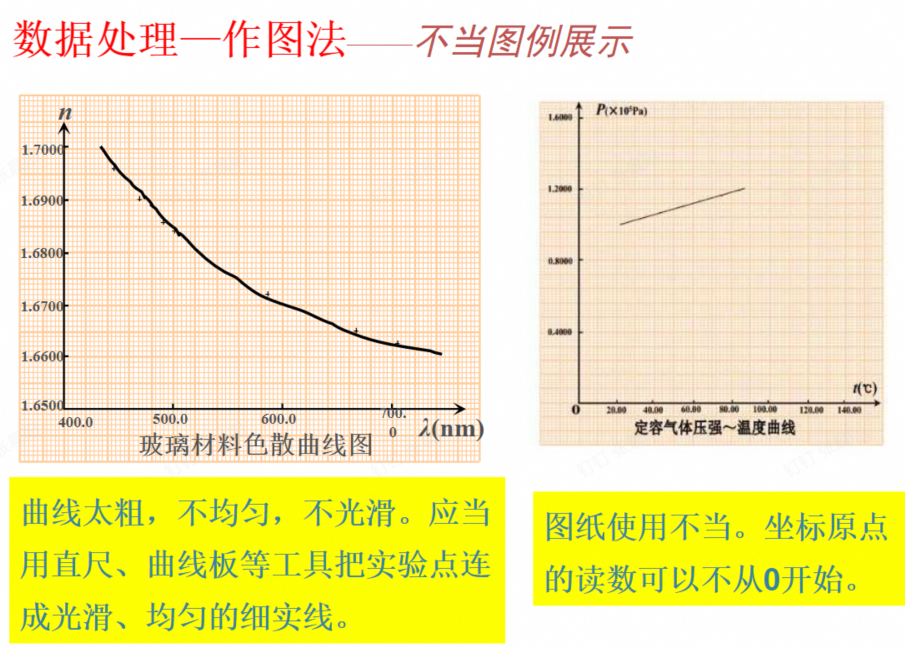 数据处理—作图法——不当图例展示
n
1.7000
1.6900
1.6800
1.6700
1.6600
1.6500
400.0
500.0
600.0
700.
0
λ(nm)
玻璃材料色散曲线图
P(×10⁵Pa)
1.6000
1.2000
0.8000
0.4000
t(℃)
0
20.00
40.00
60.00
80.00
100.00
120.00
140.00
定容气体压强～温度曲线
曲线太粗，不均匀，不光滑。应当
用直尺、曲线板等工具把实验点连
成光滑、均匀的细实线。
图纸使用不当。坐标原点
的读数可以不从0开始。